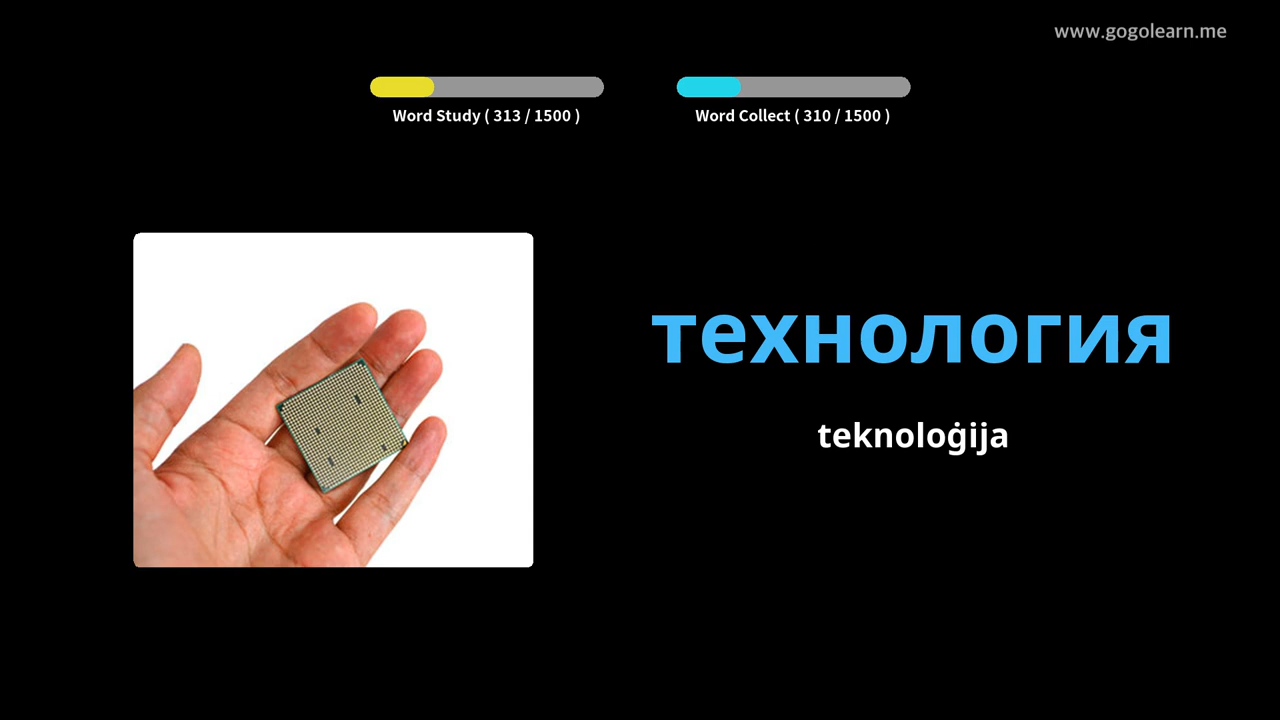 www.gogolearn.me
Word Study ( 313 / 1500 )
Word Collect ( 310 / 1500 )
технология
teknoloġija